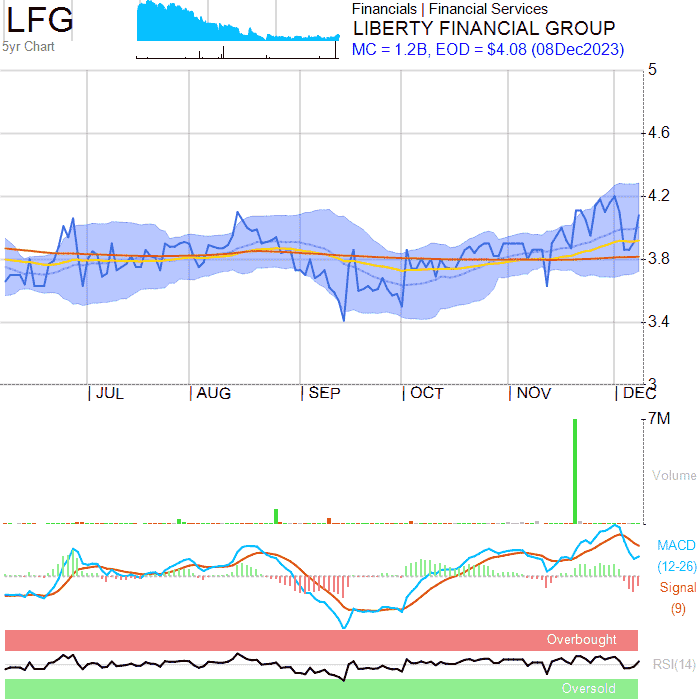 LFG
5yr Chart
Financials | Financial Services
LIBERTY FINANCIAL GROUP
MC = 1.2B, EOD = $4.08 (08Dec2023)
5
4.6
4.2
3.8
3.4
3
JUL AUG SEP OCT NOV DEC
7M
Volume
MACD
(12-26)
Signal
(9)
Overbought
RSI(14)
Oversold